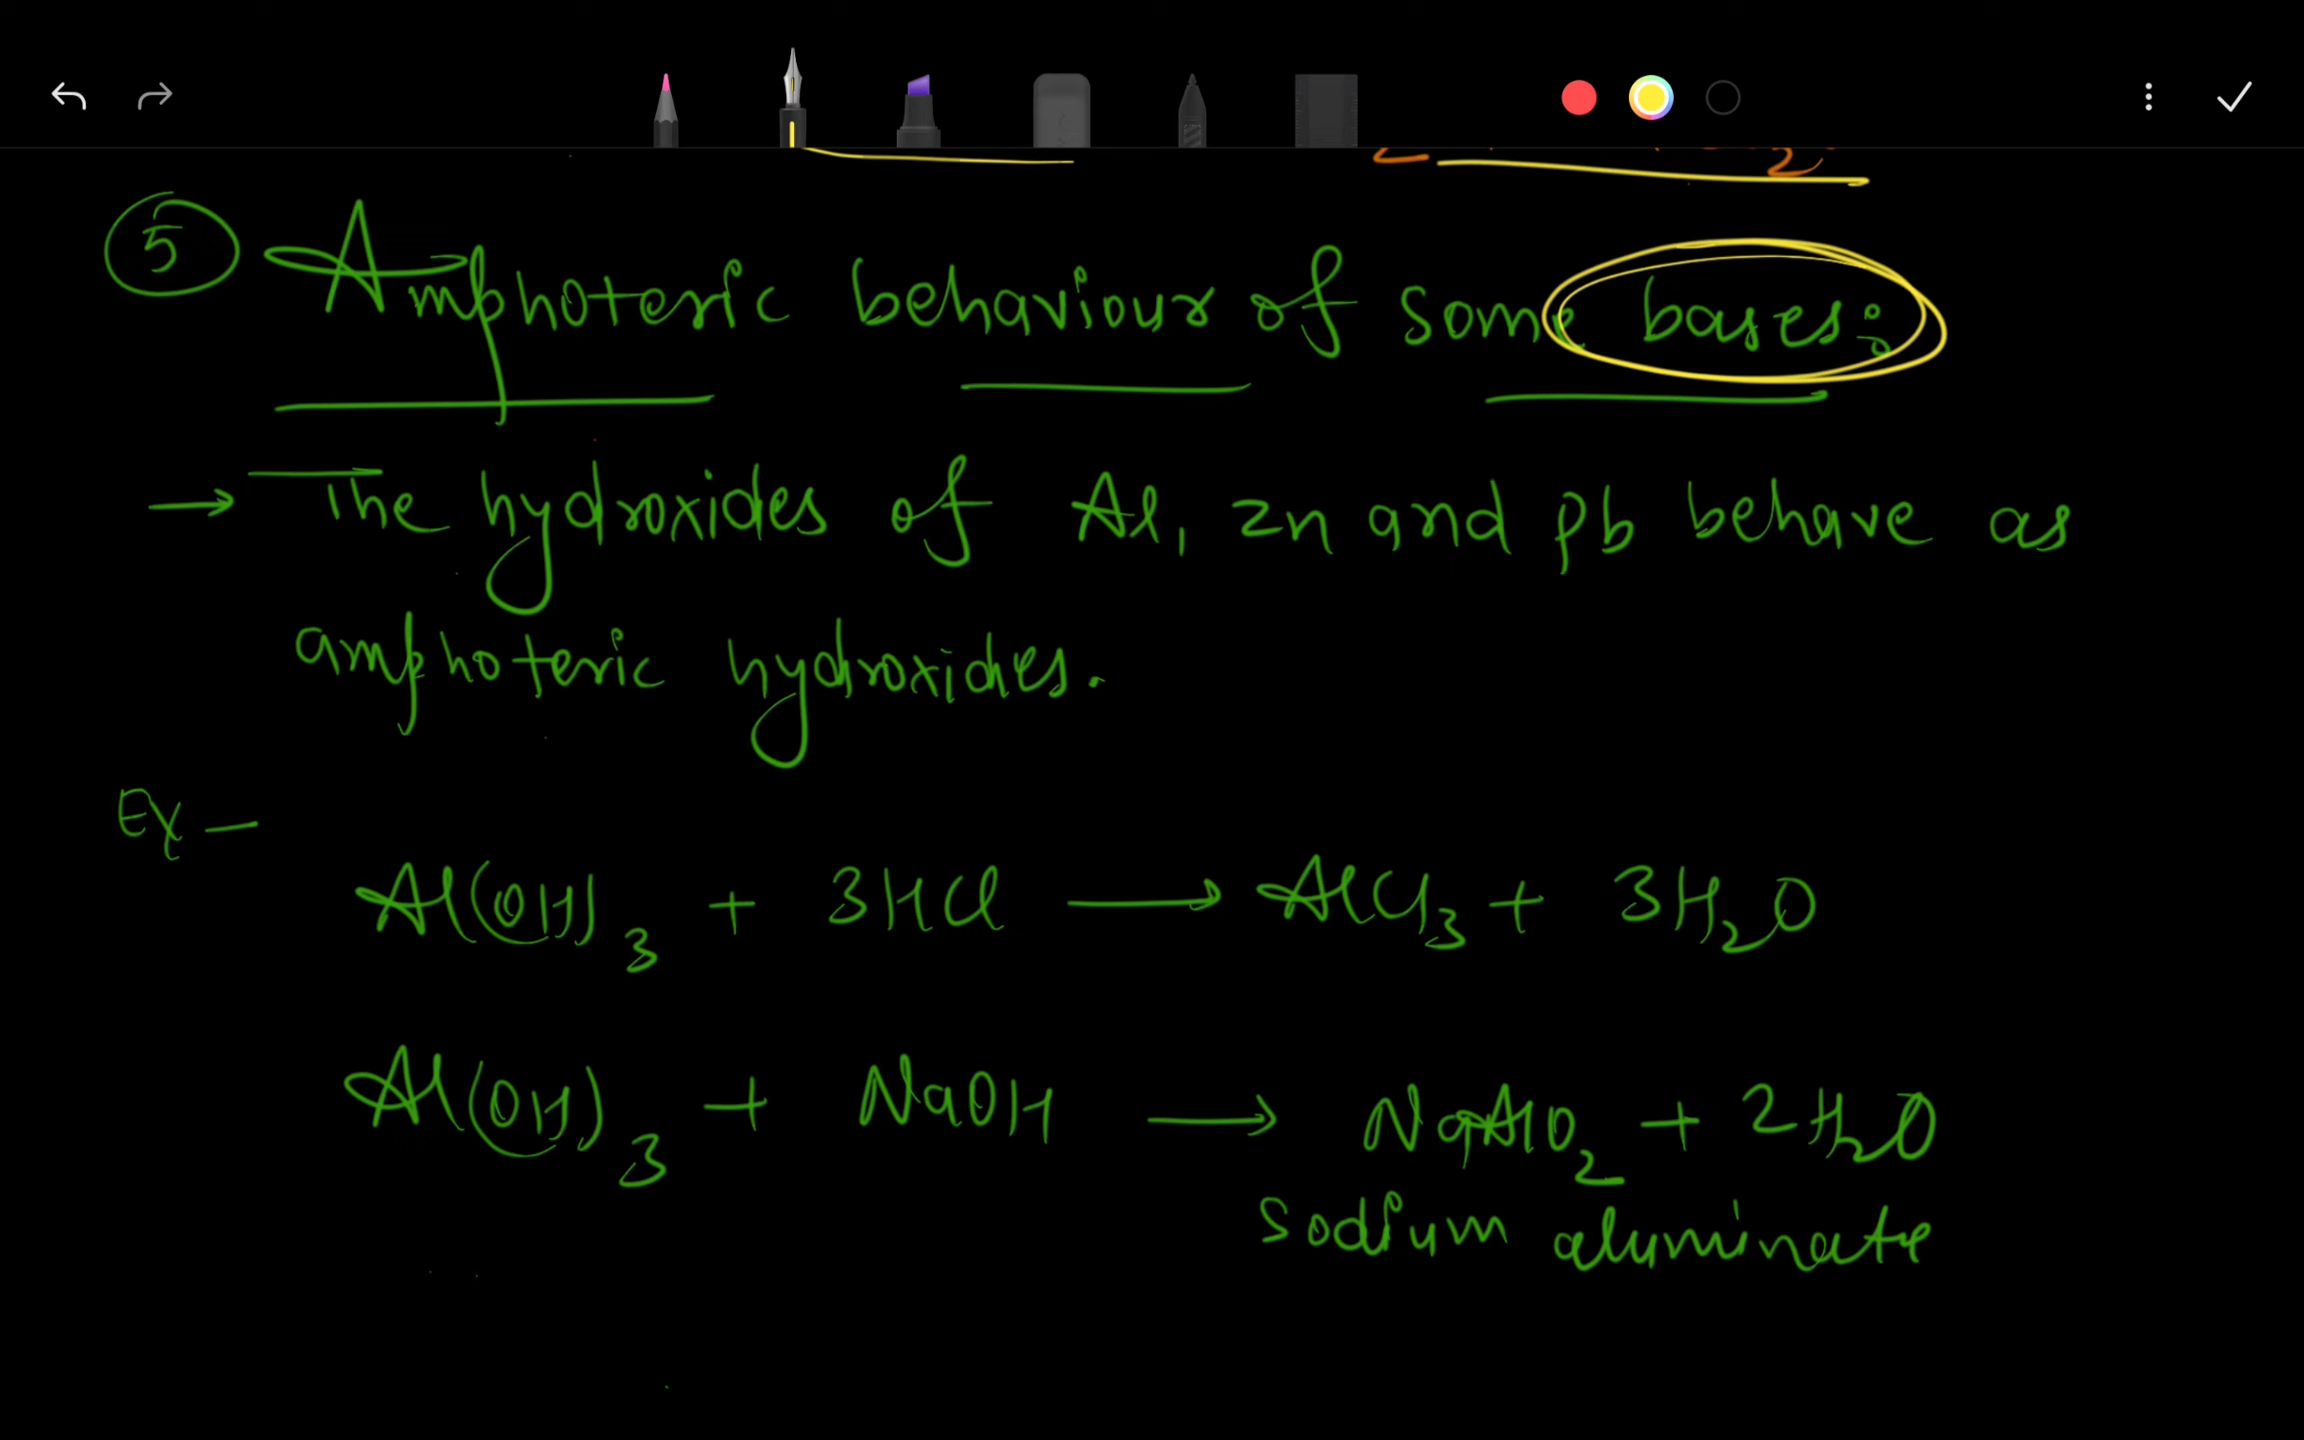 5 Amphoteric behaviour of some bases:
→ The hydroxides of Al, Zn and Pb behave as
amphoteric hydroxides.
Ex —
Al(OH)₃ + 3HCl ⟶ AlCl₃ + 3H₂O
Al(OH)₃ + NaOH ⟶ NaAlO₂ + 2H₂O
Sodium aluminate